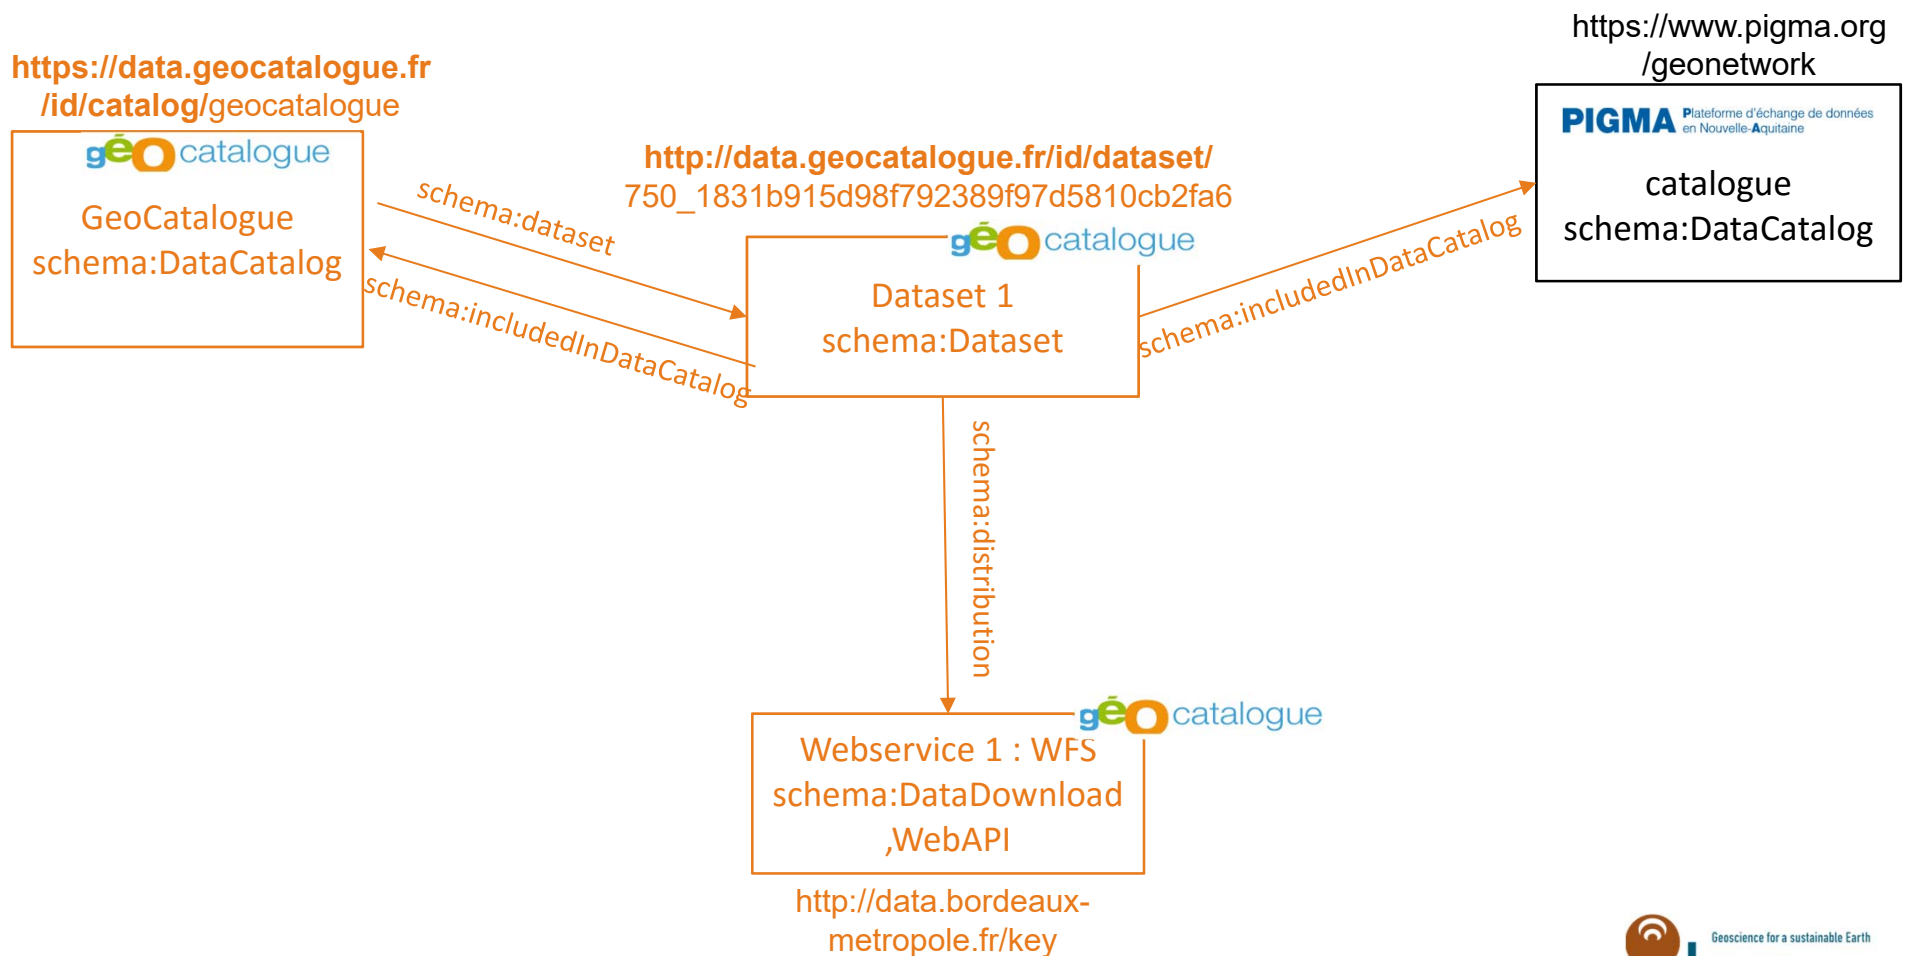 https://www.pigma.org
/geonetwork
https://data.geocatalogue.fr
/id/catalog/geocatalogue
géo catalogue
GeoCatalogue
schema:DataCatalog
schema:dataset
schema:includedInDataCatalog
http://data.geocatalogue.fr/id/dataset/
750_1831b915d98f792389f97d5810cb2fa6
géo catalogue
Dataset 1
schema:Dataset
schema:includedInDataCatalog
PIGMA Plateforme d'échange de données
en Nouvelle-Aquitaine
catalogue
schema:DataCatalog
schema:distribution
géo catalogue
Webservice 1 : WFS
schema:DataDownload
,WebAPI
http://data.bordeaux-
metropole.fr/key
Geoscience for a sustainable Earth